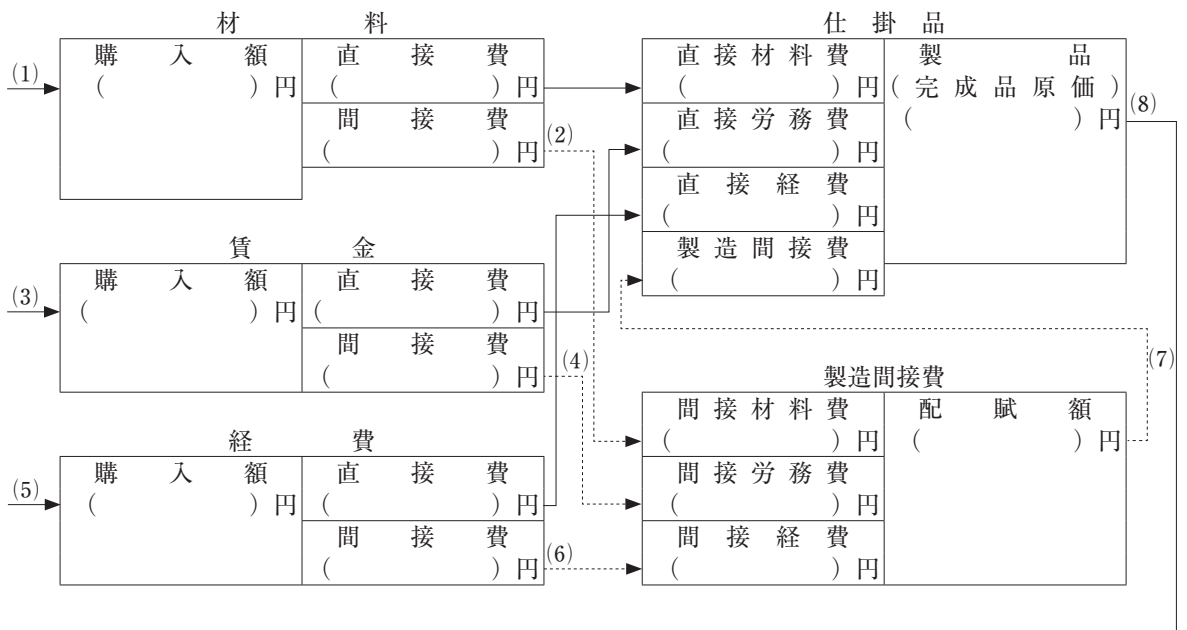 材料
仕掛品
購入額
直接費
(1)
(　　)円
(　　)円
間接費
(2)
(　　)円
直接材料費
(　　)円
直接労務費
(　　)円
直接経費
(　　)円
製造間接費
(　　)円
製品
(完成品原価)
(　　)円
(8)
賃金
購入額
直接費
(3)
(　　)円
(　　)円
間接費
(4)
(　　)円
(7)
製造間接費
間接材料費
(　　)円
間接労務費
(　　)円
間接経費
(　　)円
配賦額
(　　)円
経費
購入額
直接費
(5)
(　　)円
(　　)円
間接費
(6)
(　　)円